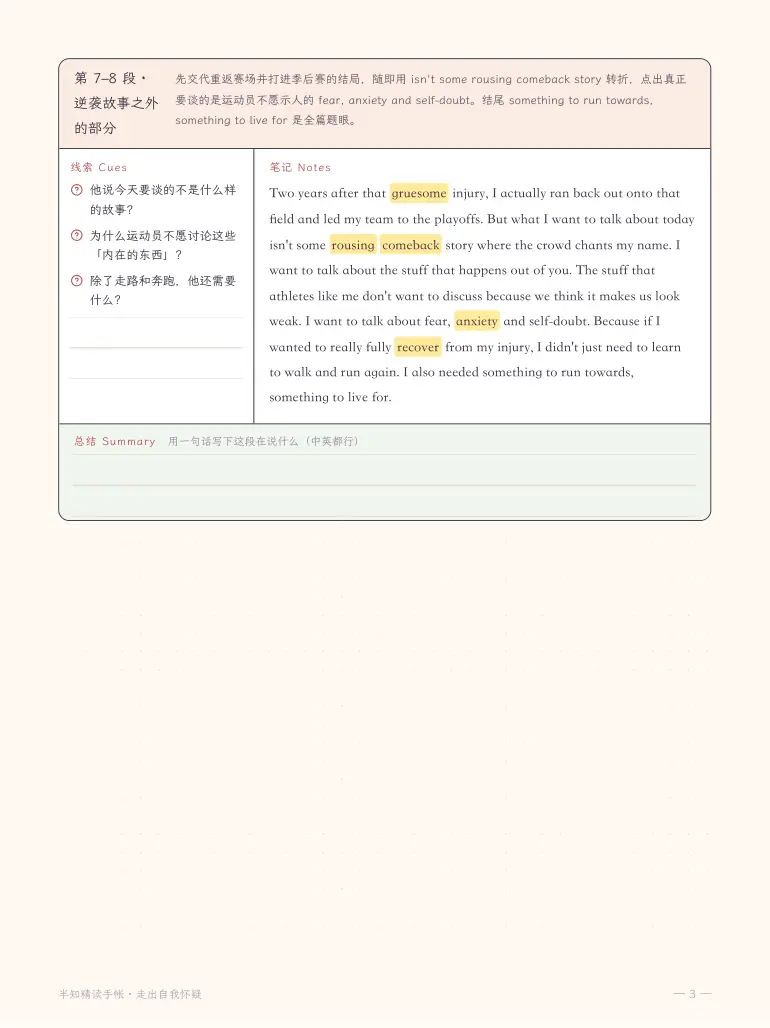 第 7–8 段·
逆袭故事之外
的部分
先交代重返赛场并打进季后赛的结局，随即用 isn't some rousing comeback story 转折，点出真正
要谈的是运动员不愿示人的 fear, anxiety and self-doubt。结尾 something to run towards,
something to live for 是全篇题眼。
线索 Cues
他说今天要谈的不是什么样
的故事？
为什么运动员不愿讨论这些
「内在的东西」？
除了走路和奔跑，他还需要
什么？
笔记 Notes
Two years after that gruesome injury, I actually ran back out onto that
field and led my team to the playoffs. But what I want to talk about today
isn't some rousing comeback story where the crowd chants my name. I
want to talk about the stuff that happens out of you. The stuff that
athletes like me don't want to discuss because we think it makes us look
weak. I want to talk about fear, anxiety and self-doubt. Because if I
wanted to really fully recover from my injury, I didn't just need to learn
to walk and run again. I also needed something to run towards,
something to live for.
总结 Summary 用一句话写下这段在说什么（中英都行）
半知精读手帐·走出自我怀疑
— 3 —